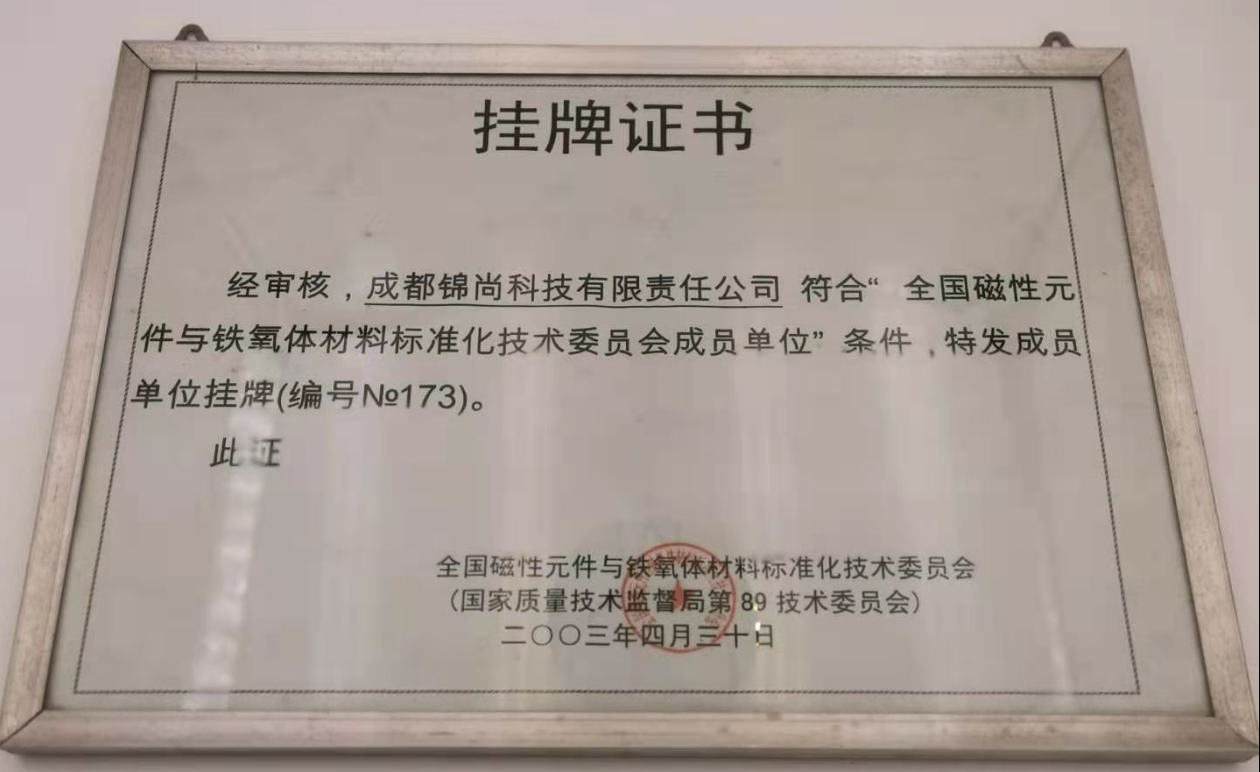 挂牌证书
经审核，成都锦尚科技有限责任公司 符合“ 全国磁性元
件与铁氧体材料标准化技术委员会成员单位” 条件，特发成员
单位挂牌(编号№173)。
此证
全国磁性元件与铁氧体材料标准化技术委员会
（国家质量技术监督局第 89 技术委员会）
二〇〇三年四月三十日